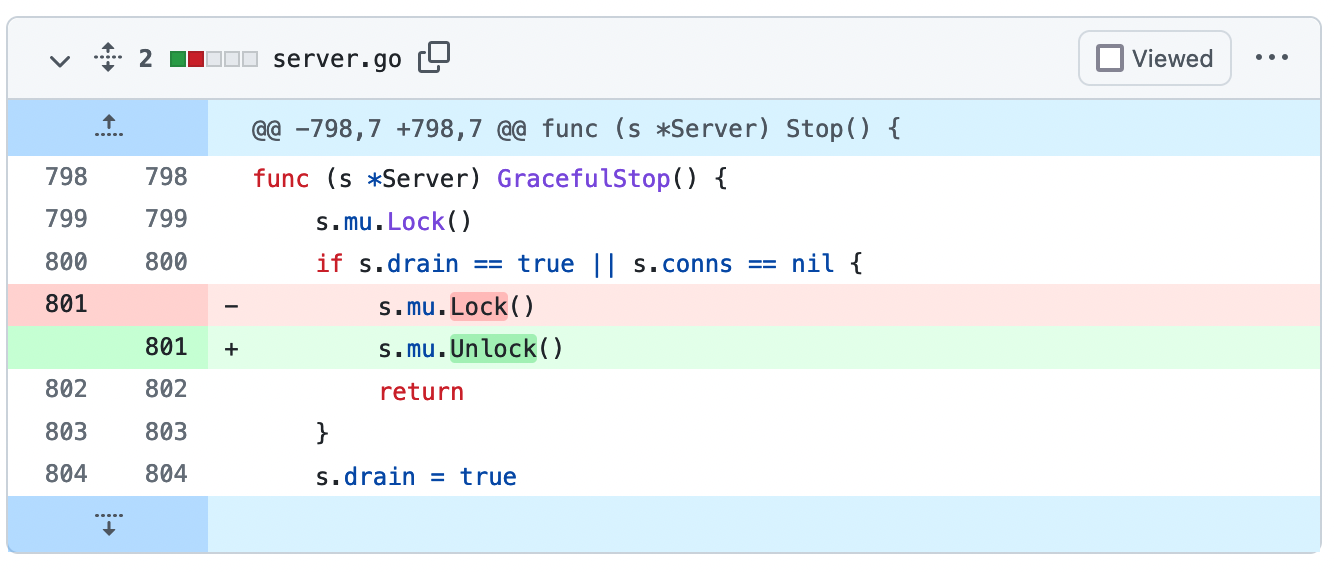 2 server.go Viewed
@@ -798,7 +798,7 @@ func (s *Server) Stop() {
798 798 func (s *Server) GracefulStop() {
799 799 s.mu.Lock()
800 800 if s.drain == true || s.conns == nil {
801 - s.mu.Lock()
801 + s.mu.Unlock()
802 802 return
803 803 }
804 804 s.drain = true